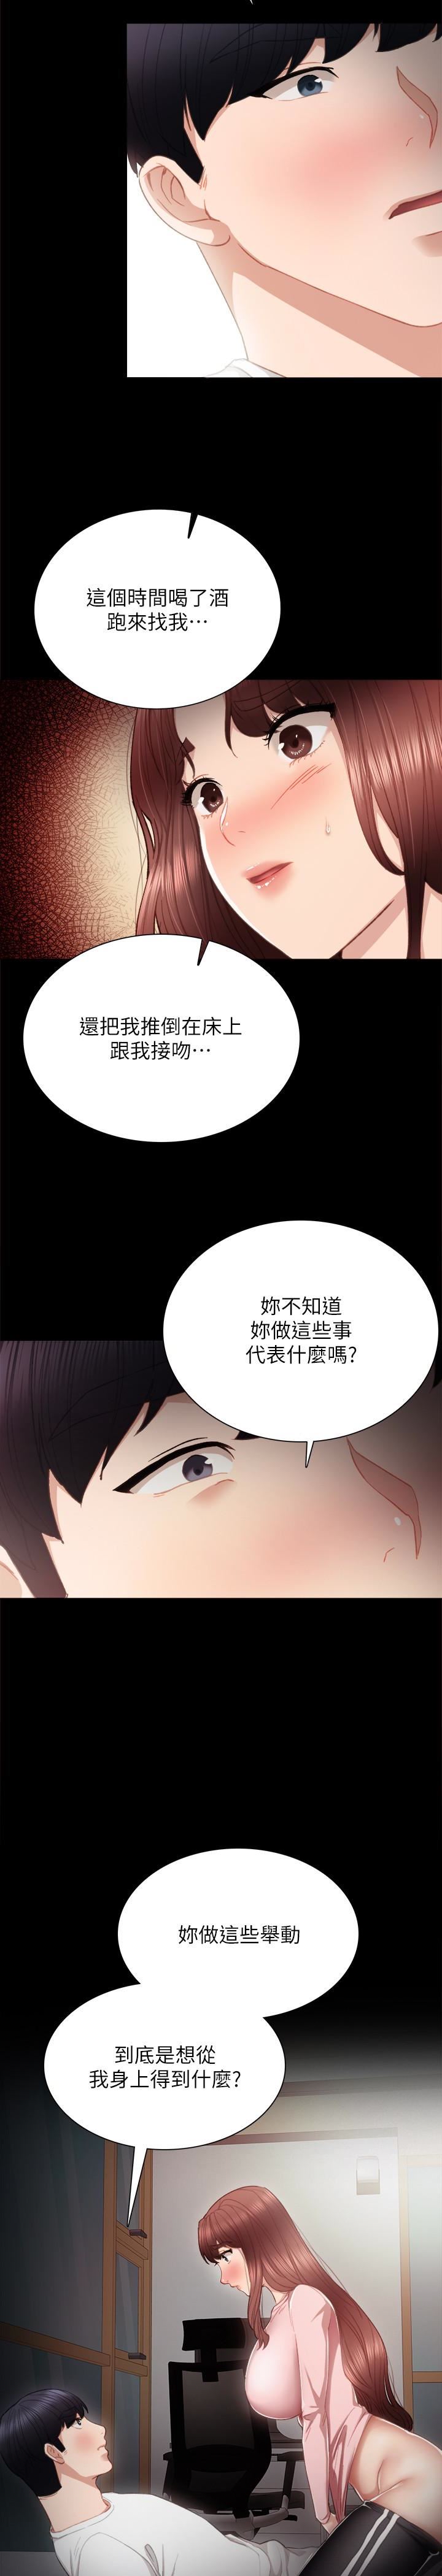 這個時間喝了酒
跑來找我…
還把我推倒在床上
跟我接吻…
妳不知道
妳做這些事
代表什麼嗎?
妳做這些舉動
到底是想從
我身上得到什麼?